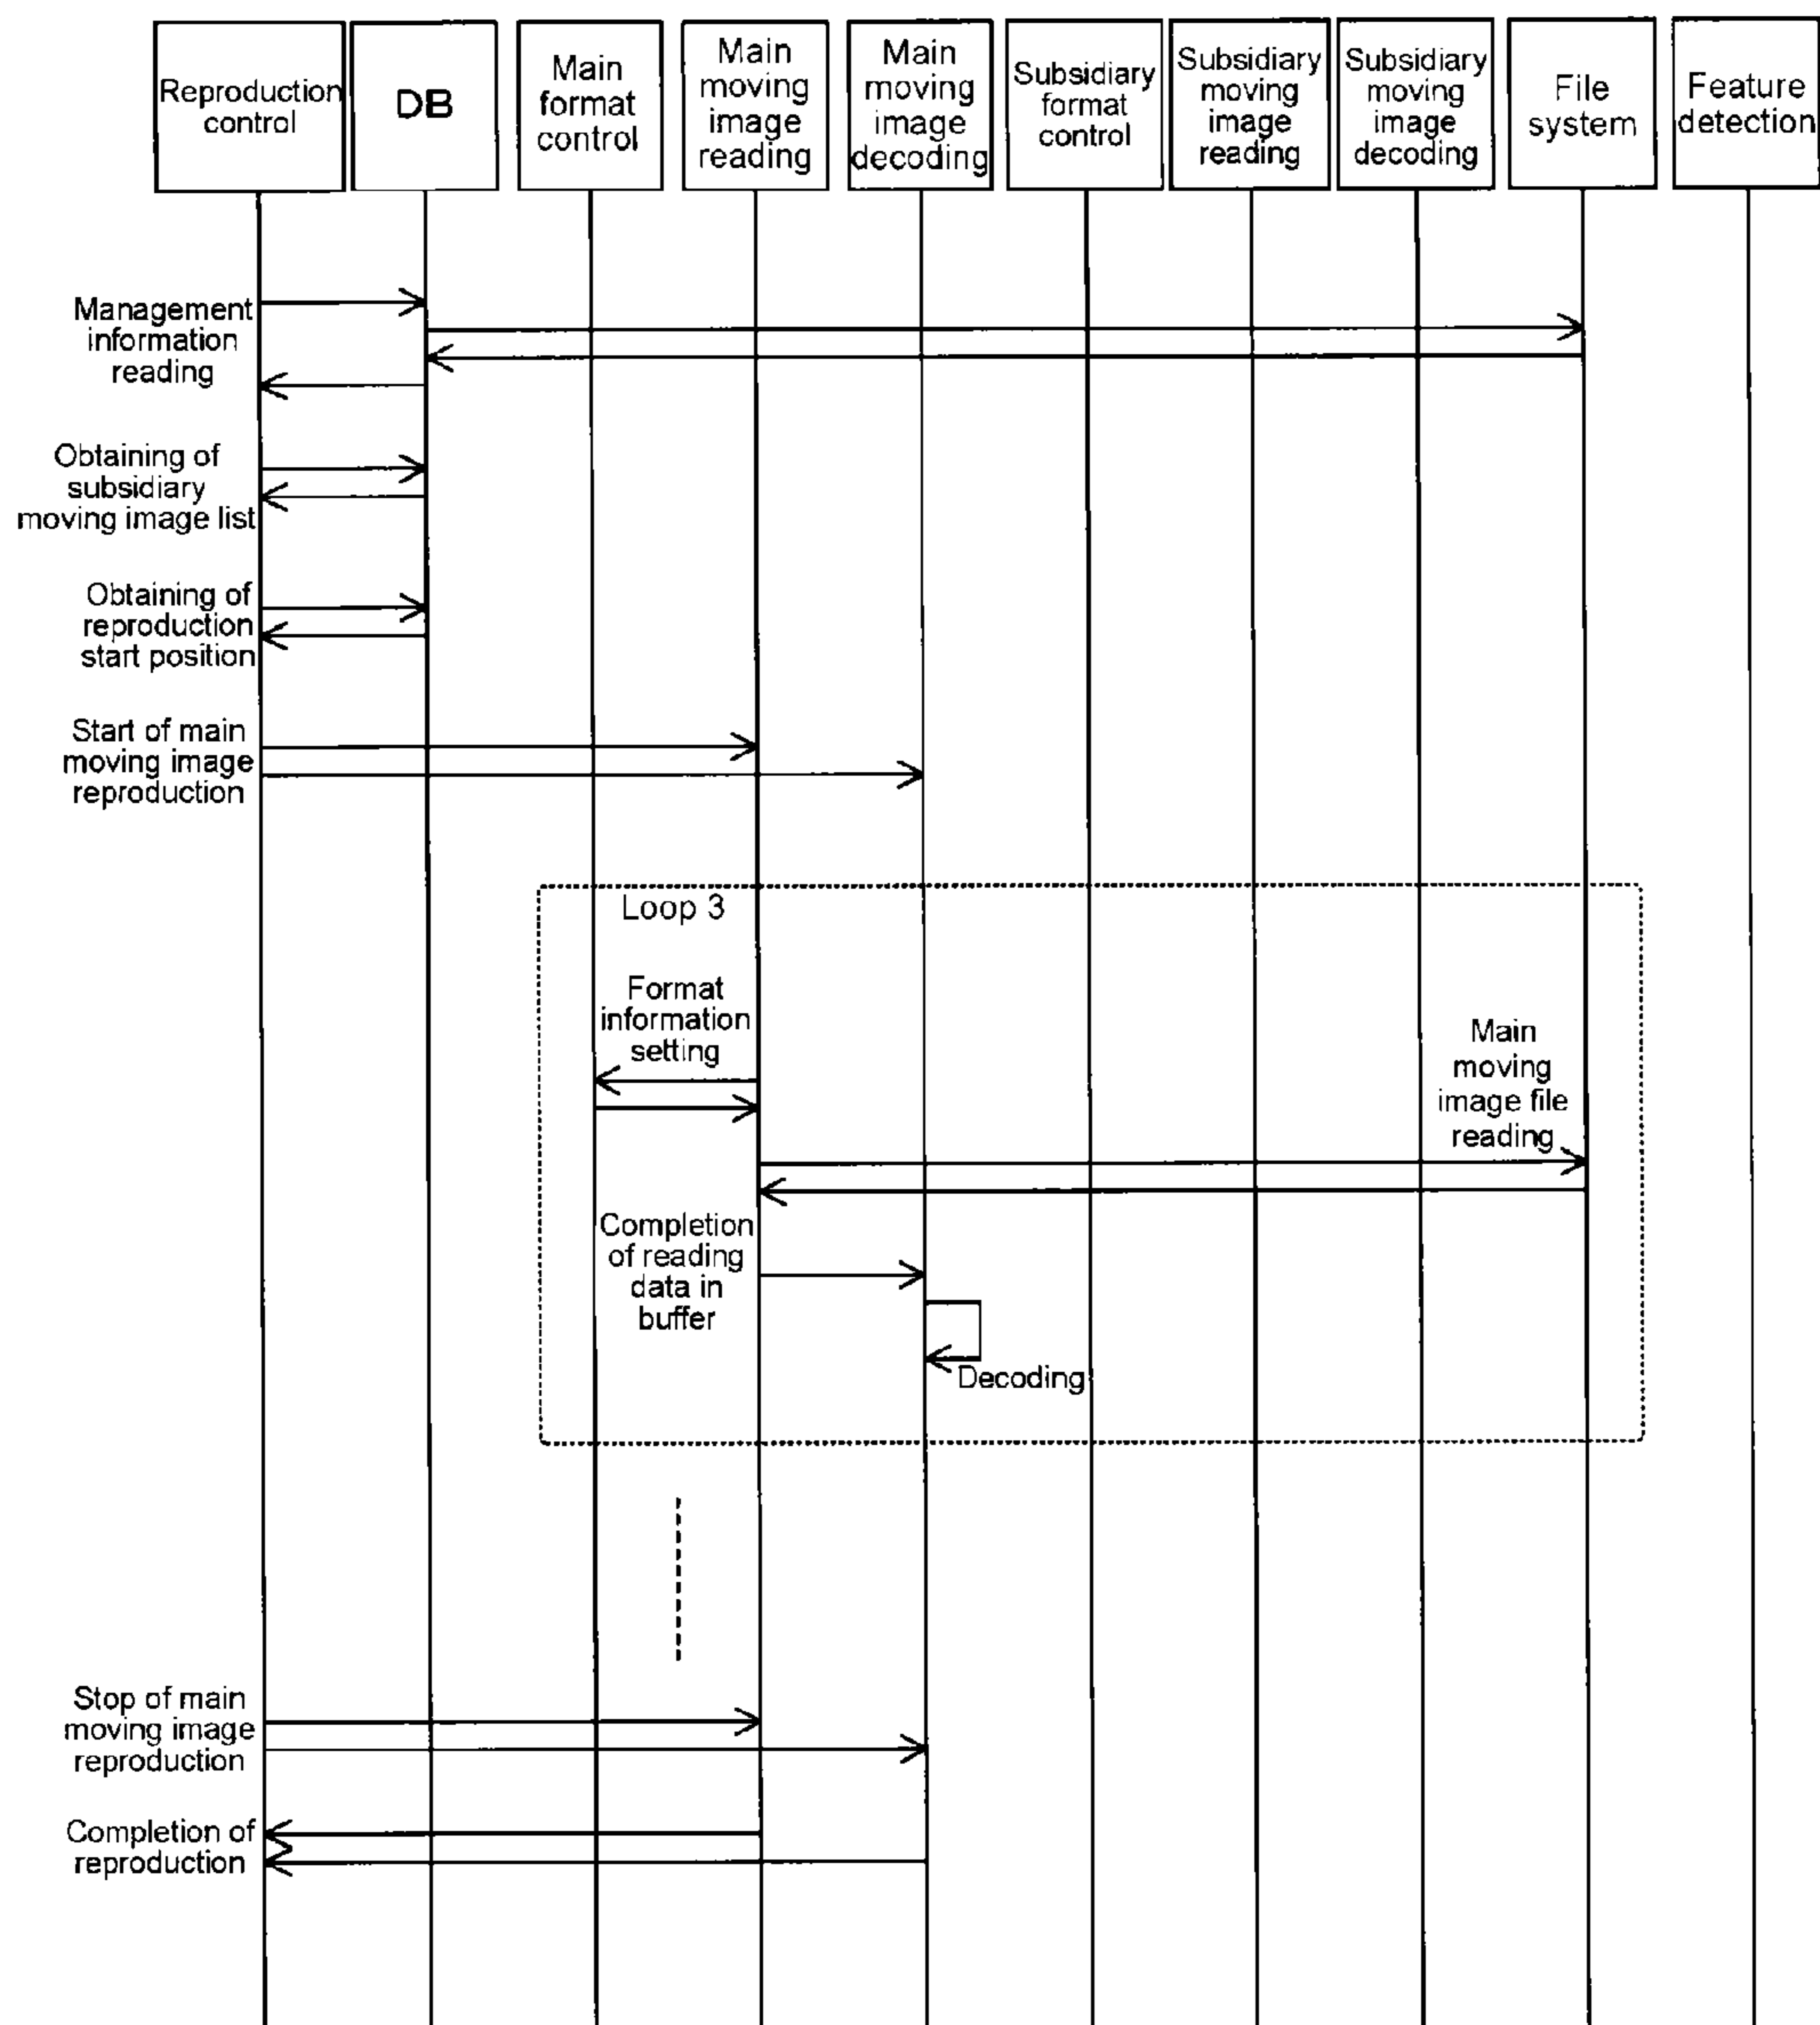 Reproduction
control
DB
Main
format
control
Main
moving
image
reading
Main
moving
image
decoding
Subsidiary
format
control
Subsidiary
moving
image
reading
Subsidiary
moving
image
decoding
File
system
Feature
detection
Management
information
reading
Obtaining of
subsidiary
moving image list
Obtaining of
reproduction
start position
Start of main
moving image
reproduction
Loop 3
Format
information
setting
Main
moving
image file
reading
Completion
of reading
data in
buffer
Decoding
Stop of main
moving image
reproduction
Completion of
reproduction